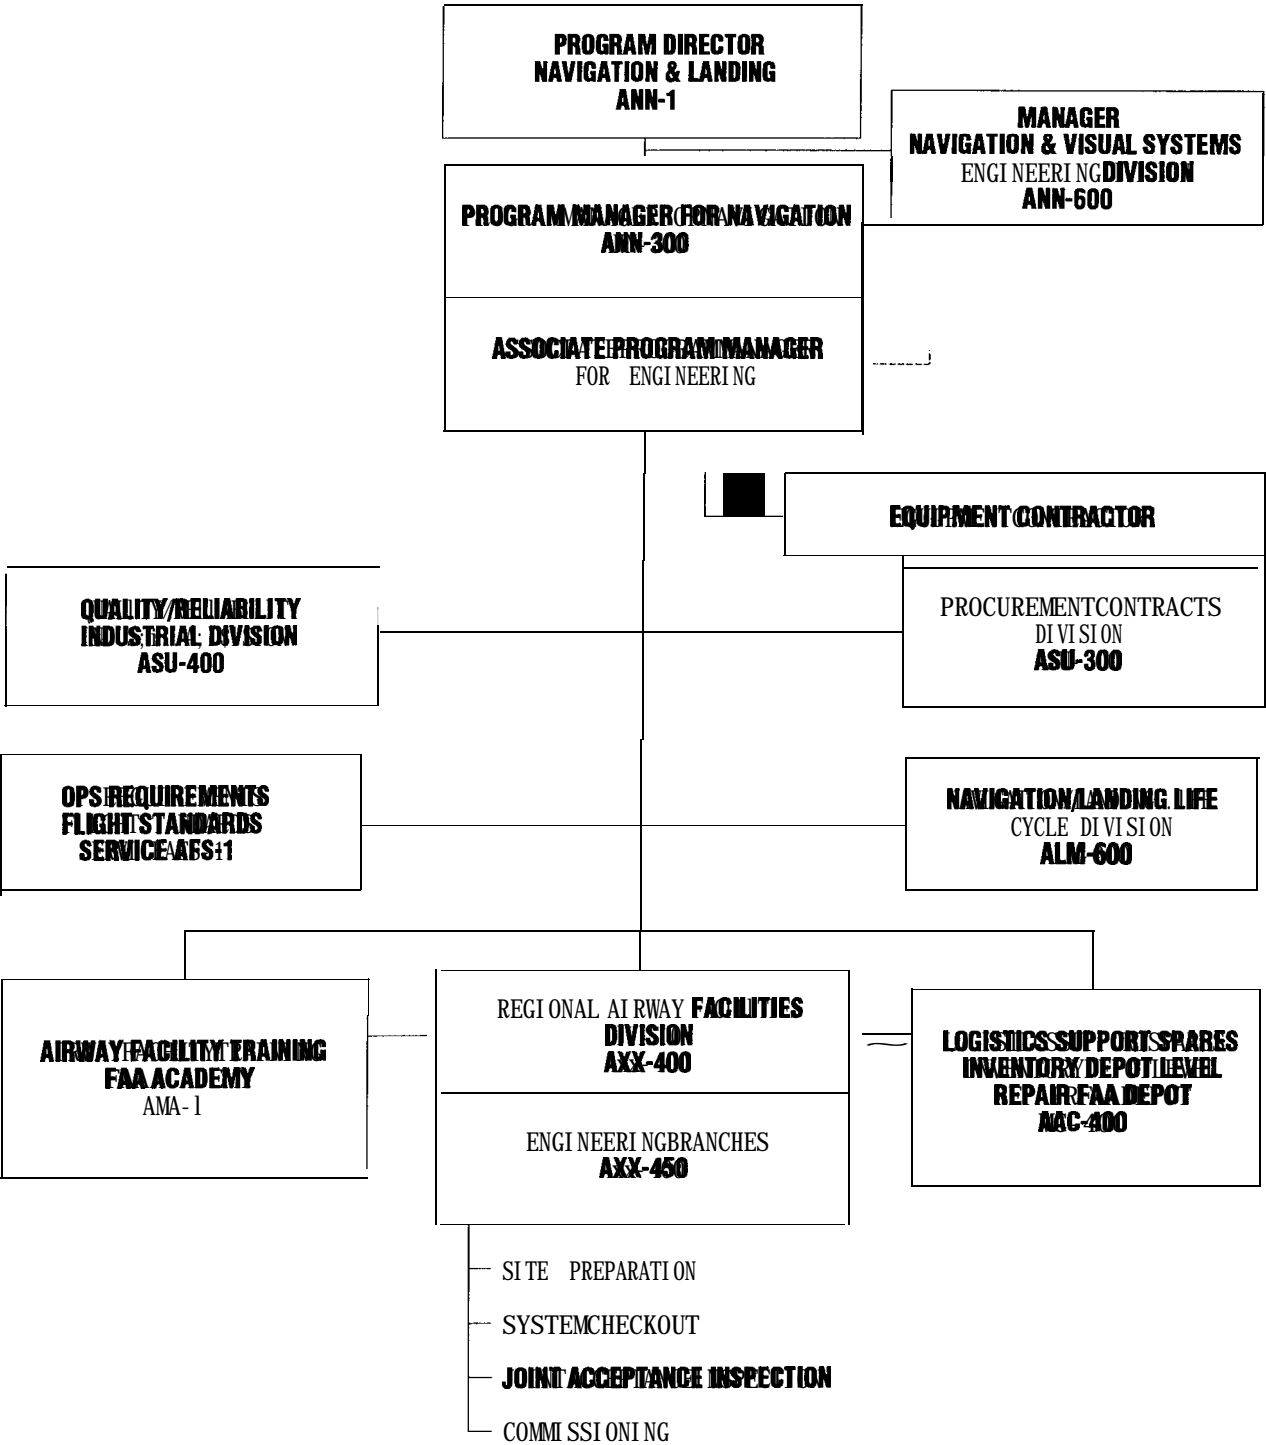 PROGRAM DIRECTOR
NAVIGATION & LANDING
ANN-1
MANAGER
NAVIGATION & VISUAL SYSTEMS
ENGINEERING DIVISION
ANN-600
PROGRAM MANAGER FOR NAVIGATION
ANN-300
ASSOCIATE PROGRAM MANAGER
FOR ENGINEERING
EQUIPMENT CONTRACTOR
QUALITY/RELIABILITY
INDUSTRIAL DIVISION
ASU-400
PROCUREMENT CONTRACTS
DIVISION
ASU-300
OPS REQUIREMENTS
FLIGHT STANDARDS
SERVICE AFS-1
NAVIGATION/LANDING LIFE
CYCLE DIVISION
ALM-600
AIRWAY FACILITY TRAINING
FAA ACADEMY
AMA-1
REGIONAL AIRWAY FACILITIES
DIVISION
AXX-400
ENGINEERING BRANCHES
AXX-450
LOGISTICS SUPPORT SPARES
INVENTORY DEPOT LEVEL
REPAIR FAA DEPOT
AAC-400
SITE PREPARATION
SYSTEM CHECKOUT
JOINT ACCEPTANCE INSPECTION
COMMISSIONING